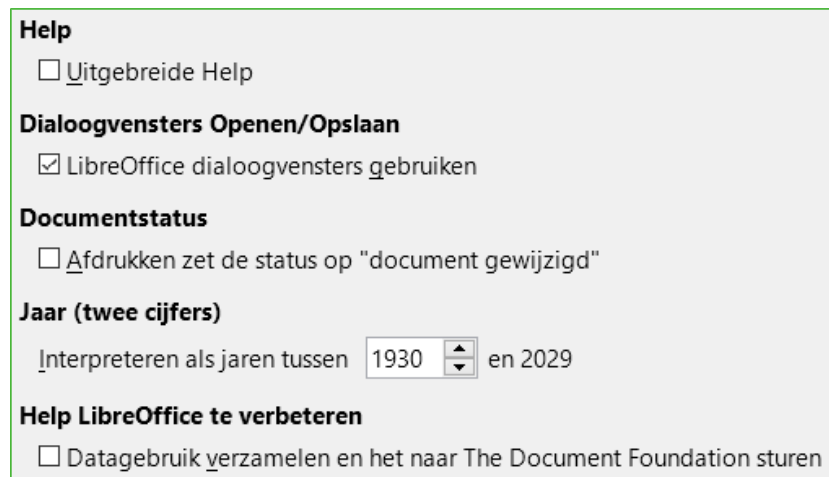 Help
Uitgebreide Help
Dialoogvensters Openen/Opslaan
LibreOffice dialoogvensters gebruiken
Documentstatus
Afdrukken zet de status op "document gewijzigd"
Jaar (twee cijfers)
Interpreteren als jaren tussen 1930 en 2029
Help LibreOffice te verbeteren
Datagebruik verzamelen en het naar The Document Foundation sturen